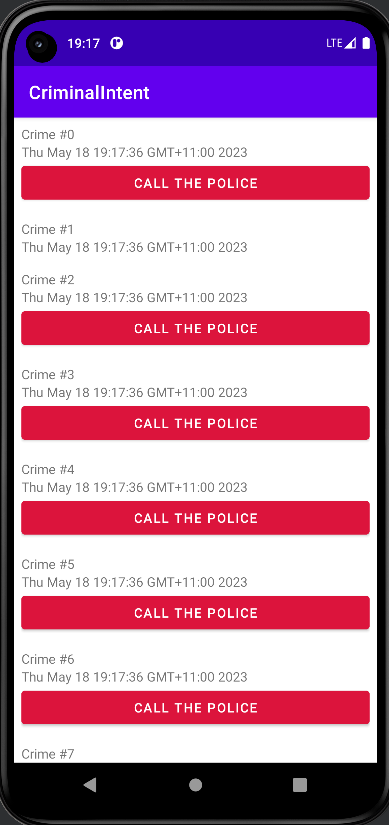 19:17
LTE
CriminalIntent
Crime #0
Thu May 18 19:17:36 GMT+11:00 2023
CALL THE POLICE
Crime #1
Thu May 18 19:17:36 GMT+11:00 2023
Crime #2
Thu May 18 19:17:36 GMT+11:00 2023
CALL THE POLICE
Crime #3
Thu May 18 19:17:36 GMT+11:00 2023
CALL THE POLICE
Crime #4
Thu May 18 19:17:36 GMT+11:00 2023
CALL THE POLICE
Crime #5
Thu May 18 19:17:36 GMT+11:00 2023
CALL THE POLICE
Crime #6
Thu May 18 19:17:36 GMT+11:00 2023
CALL THE POLICE
Crime #7